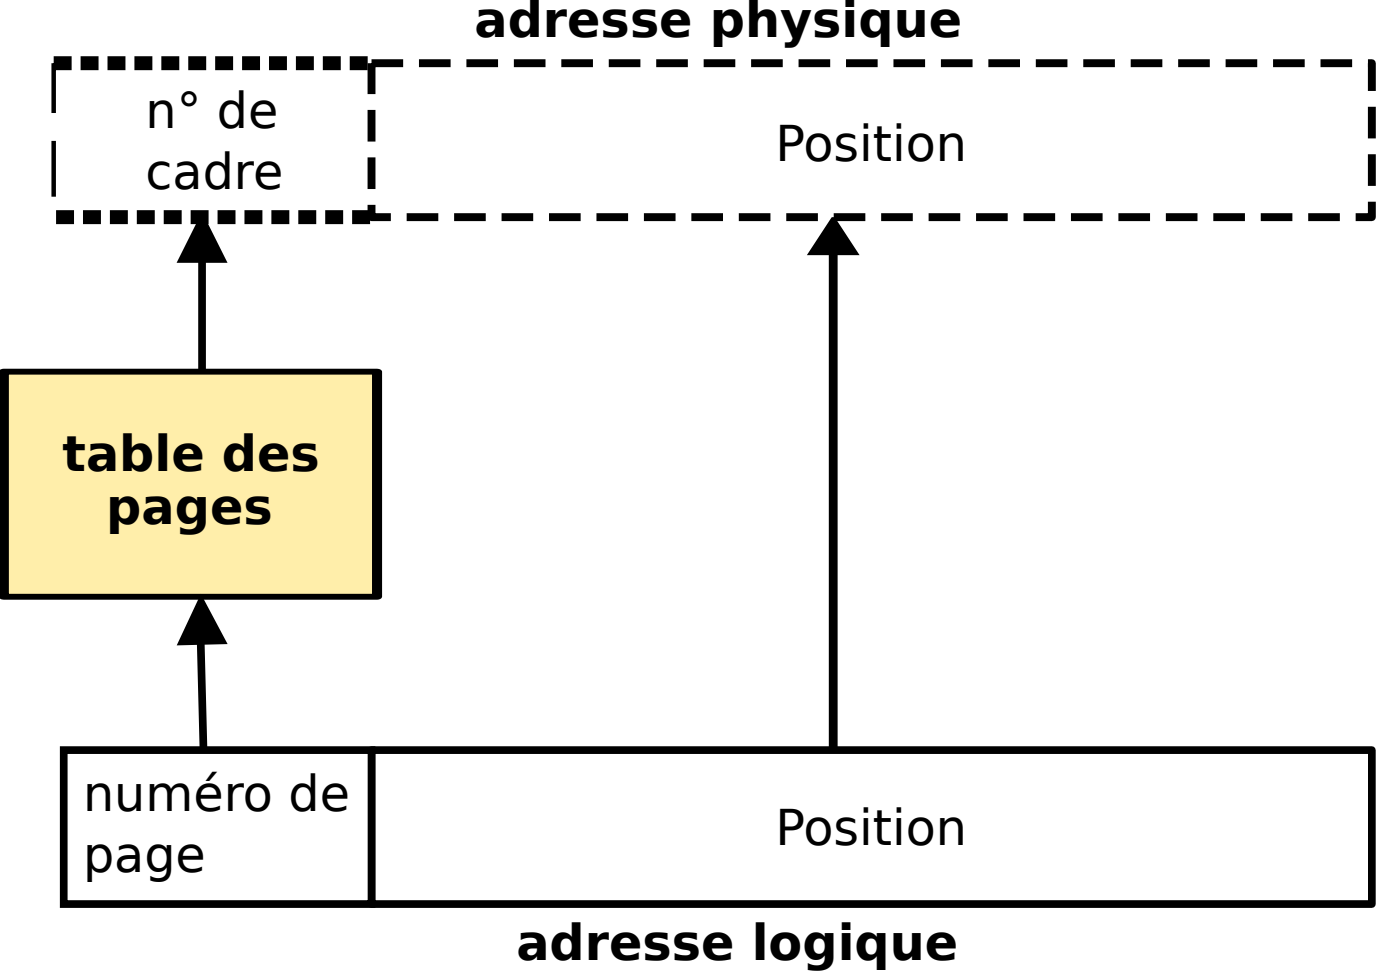 adresse physique
n° de
cadre
Position
table des
pages
numéro de
page
Position
adresse logique